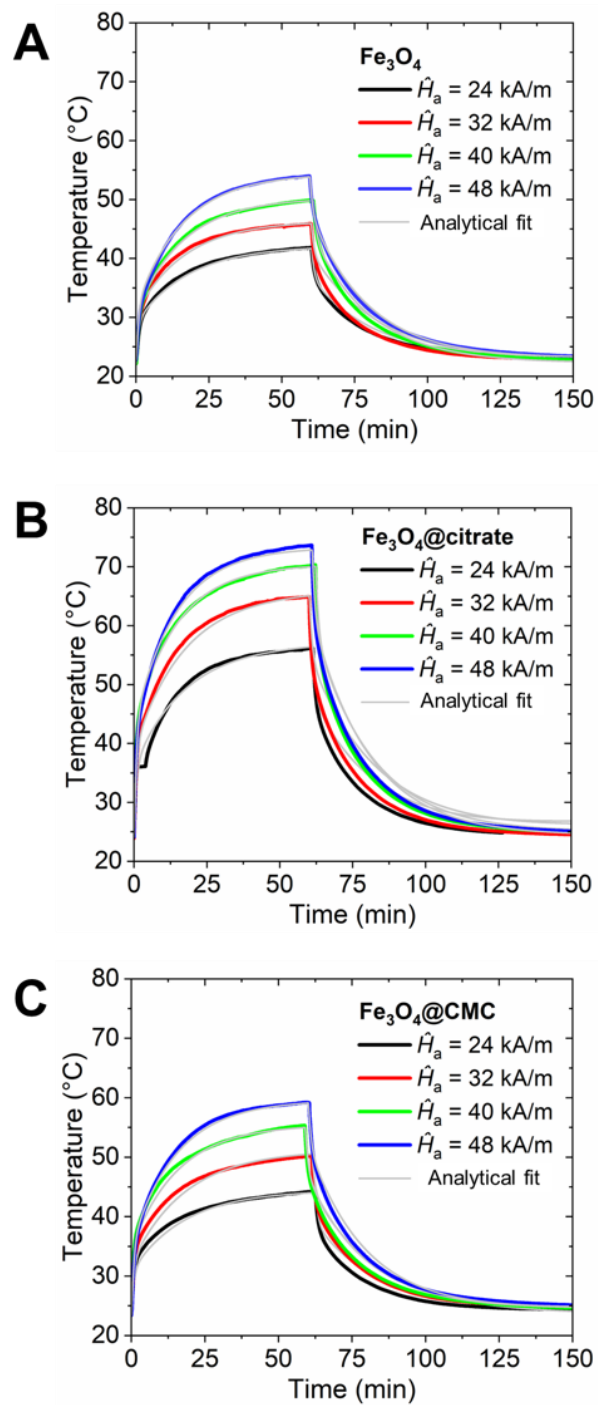 A
Fe₃O₄
Ĥₐ = 24 kA/m
Ĥₐ = 32 kA/m
Ĥₐ = 40 kA/m
Ĥₐ = 48 kA/m
Analytical fit
Temperature (°C)
80
70
60
50
40
30
20
0 25 50 75 100 125 150
Time (min)
B
Fe₃O₄@citrate
Ĥₐ = 24 kA/m
Ĥₐ = 32 kA/m
Ĥₐ = 40 kA/m
Ĥₐ = 48 kA/m
Analytical fit
Temperature (°C)
80
70
60
50
40
30
20
0 25 50 75 100 125 150
Time (min)
C
Fe₃O₄@CMC
Ĥₐ = 24 kA/m
Ĥₐ = 32 kA/m
Ĥₐ = 40 kA/m
Ĥₐ = 48 kA/m
Analytical fit
Temperature (°C)
80
70
60
50
40
30
20
0 25 50 75 100 125 150
Time (min)